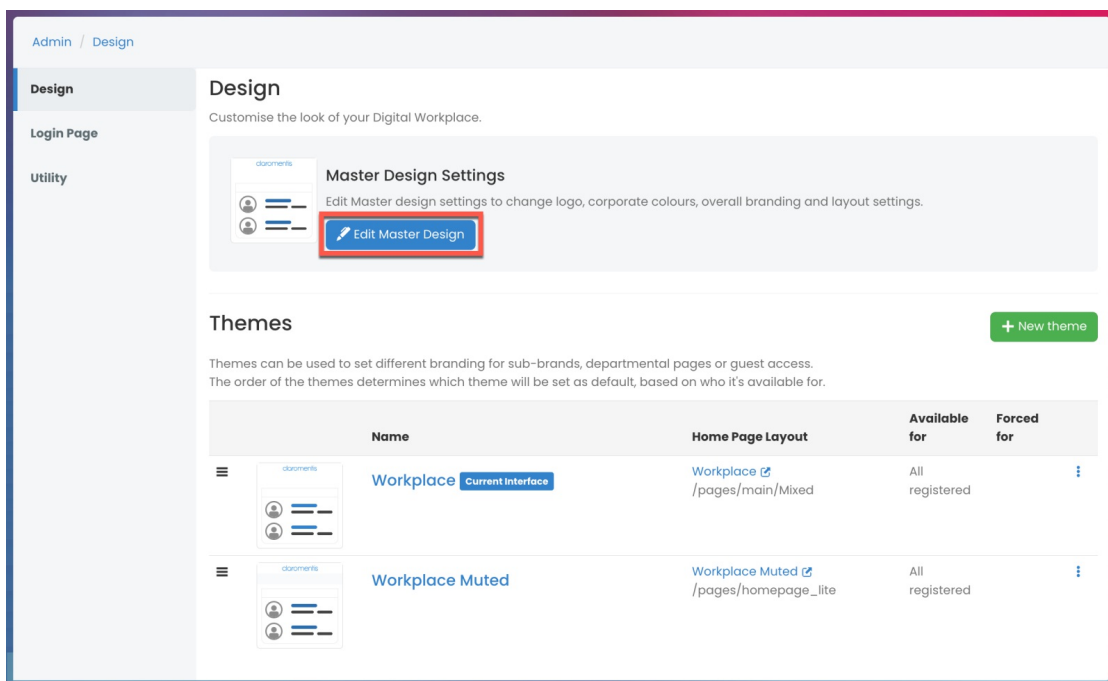 Admin / Design
Design
Login Page
Utility
Design
Customise the look of your Digital Workplace.
claromentis
Master Design Settings
Edit Master design settings to change logo, corporate colours, overall branding and layout settings.
Edit Master Design
Themes
New theme
Themes can be used to set different branding for sub-brands, departmental pages or guest access.
The order of the themes determines which theme will be set as default, based on who it's available for.
Name Home Page Layout Available for Forced for
claromentis
Workplace Current Interface
Workplace
/pages/main/Mixed
All
registered
claromentis
Workplace Muted
Workplace Muted
/pages/homepage_lite
All
registered